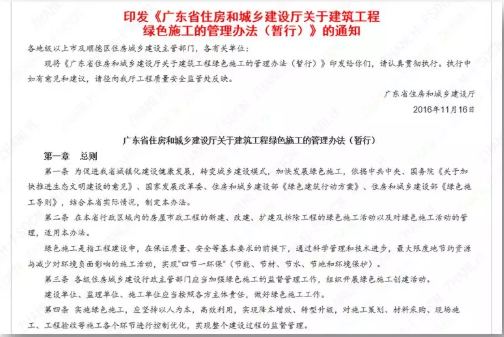 印发《广东省住房和城乡建设厅关于建筑工程
绿色施工的管理办法（暂行）》的通知
各地级以上市及顺德区住房城乡建设主管部门，各有关单位：
现将《广东省住房和城乡建设厅关于建筑工程绿色施工的管理办法（暂行）》印发给你们，请认真贯彻执行。执行中
如有意见和建议，请径向我厅工程质量安全监管处反映。
广东省住房和城乡建设厅
2016年11月16日
广东省住房和城乡建设厅关于建筑工程绿色施工的管理办法（暂行）
第一章 总则
第一条 为促进我省城镇化建设健康发展，转变城乡建设模式，加快发展绿色施工，依据中共中央、国务院《关于加
快推进生态文明建设的意见》、国家发展改革委、住房和城乡建设部《绿色建筑行动方案》、住房和城乡建设部《绿色施
工导则》，结合本省实际情况，制定本办法。
第二条 在本省行政区域内的房屋市政工程的新建、改建、扩建及拆除工程的绿色施工活动以及对绿色施工活动的管
理，适用本办法。
绿色施工是指工程建设中，在保证质量、安全等基本要求的前提下，通过科学管理和技术进步，最大限度地节约资源
与减少对环境负面影响的施工活动，实现“四节一环保”（节能、节材、节水、节地和环境保护）。
第三条 各级住房城乡建设行政主管部门应当加强绿色施工的监督管理工作，组织开展绿色施工创建活动。
建设单位、监理单位、施工单位应当按照各方主体责任，做好绿色施工工作。
第四条 实施绿色施工，应坚持以人为本，高效利用，实现降本增效、转型升级，对施工策划、材料采购、现场施
工、工程验收等施工各个环节进行控制优化，实现整个建设过程的监督管理。